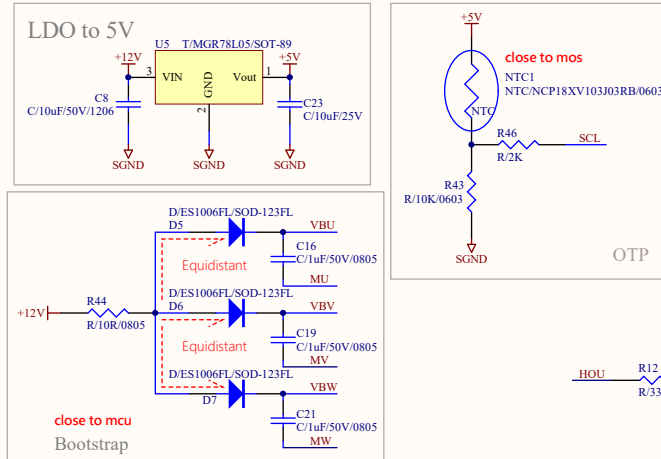 LDO to 5V
U5
T/MGR78L05/SOT-89
+12V
+5V
3
VIN
GND
Vout
1
2
C8
C/10uF/50V/1206
C23
C/10uF/25V
SGND
SGND
SGND
+5V
close to mos
NTC1
NTC/NCP18XV103J03RB/0603
NTC
R46
SCL
R/2K
R43
R/10K/0603
SGND
OTP
D/ES1006FL/SOD-123FL
D5
VBU
C16
C/1uF/50V/0805
Equidistant
MU
D/ES1006FL/SOD-123FL
R44
D6
VBV
+12V
R/10R/0805
C19
C/1uF/50V/0805
Equidistant
MV
D/ES1006FL/SOD-123FL
D7
VBW
C21
C/1uF/50V/0805
close to mcu
MW
Bootstrap
HOU
R12
R/33